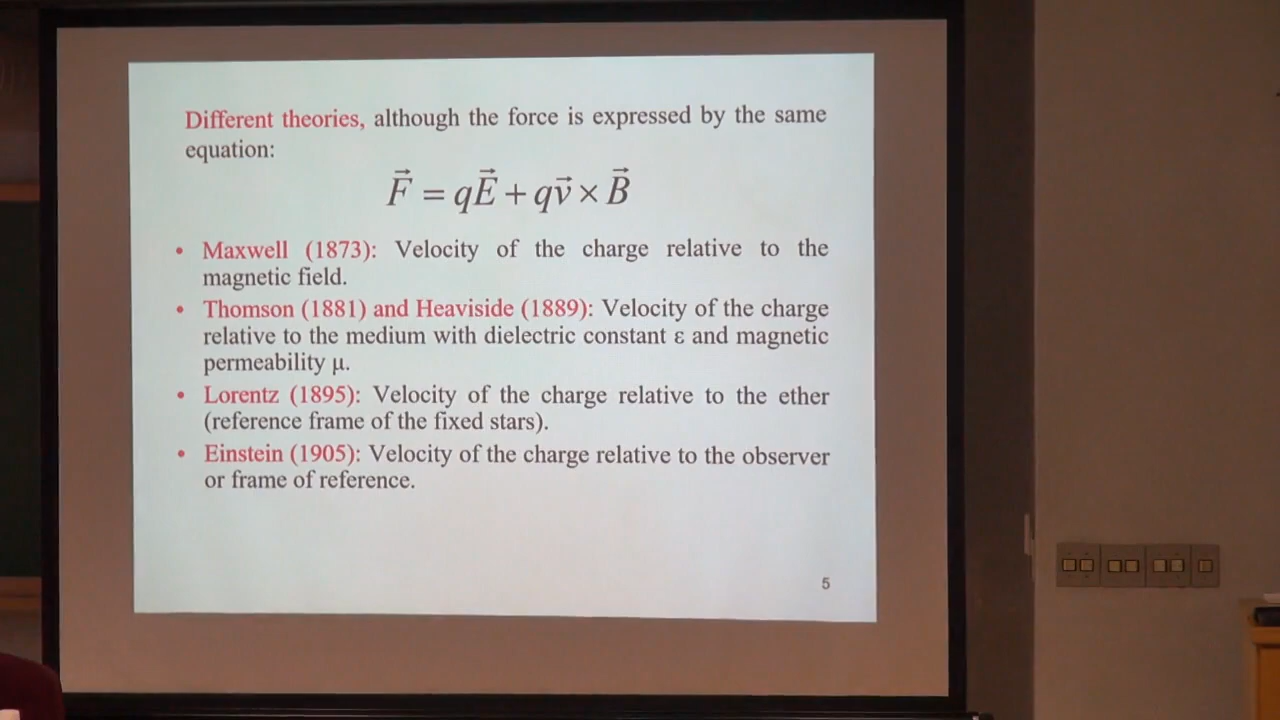 Different theories, although the force is expressed by the same
equation:
F⃗ = qE⃗ + qv⃗ × B⃗
• Maxwell (1873): Velocity of the charge relative to the
magnetic field.
• Thomson (1881) and Heaviside (1889): Velocity of the charge
relative to the medium with dielectric constant ε and magnetic
permeability μ.
• Lorentz (1895): Velocity of the charge relative to the ether
(reference frame of the fixed stars).
• Einstein (1905): Velocity of the charge relative to the observer
or frame of reference.
5